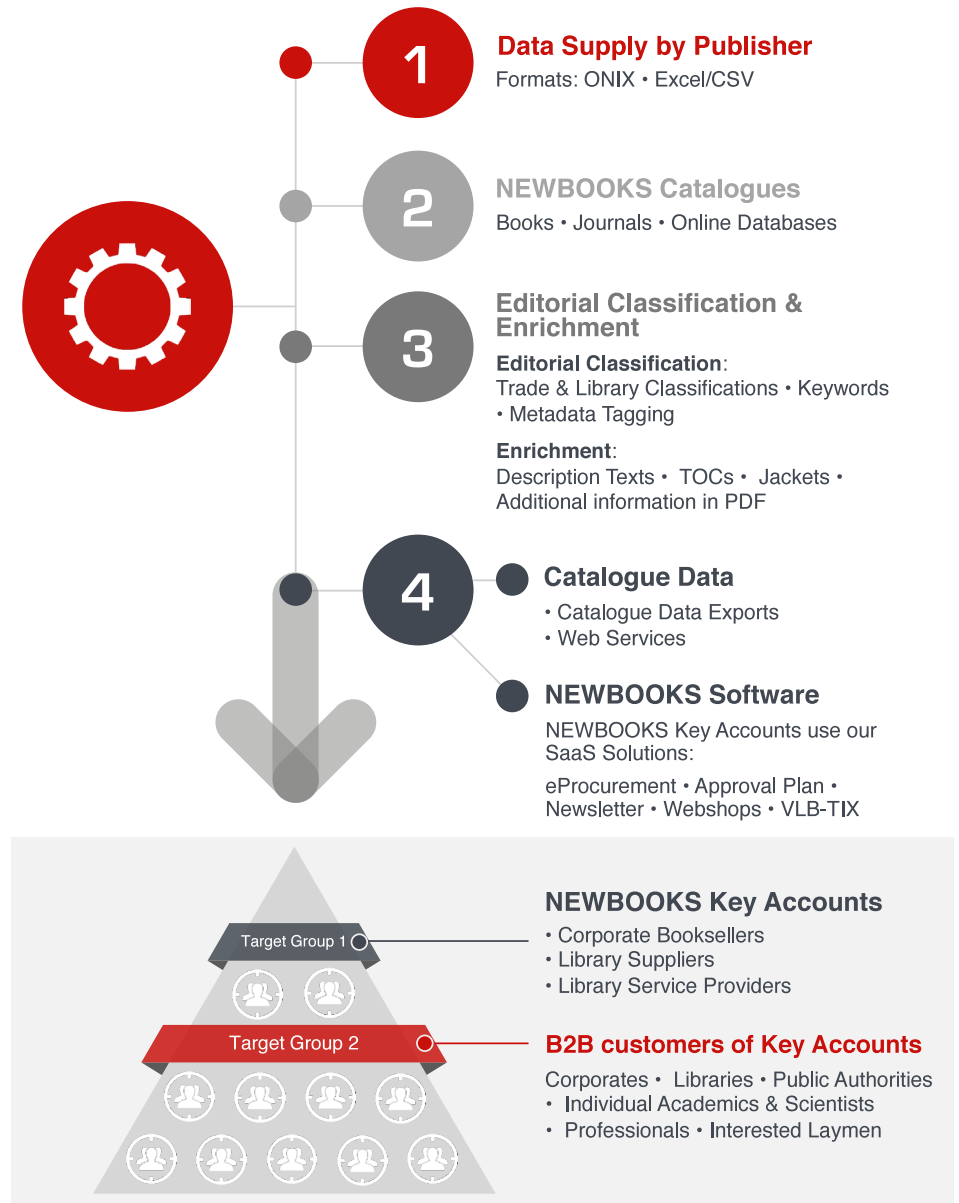 1
Data Supply by Publisher
Formats: ONIX • Excel/CSV
2
NEWBOOKS Catalogues
Books • Journals • Online Databases
3
Editorial Classification &
Enrichment
Editorial Classification:
Trade & Library Classifications • Keywords
• Metadata Tagging
Enrichment:
Description Texts • TOCs • Jackets •
Additional information in PDF
4
Catalogue Data
• Catalogue Data Exports
• Web Services
NEWBOOKS Software
NEWBOOKS Key Accounts use our
SaaS Solutions:
eProcurement • Approval Plan •
Newsletter • Webshops • VLB-TIX
Target Group 1
NEWBOOKS Key Accounts
• Corporate Booksellers
• Library Suppliers
• Library Service Providers
Target Group 2
B2B customers of Key Accounts
Corporates • Libraries • Public Authorities
• Individual Academics & Scientists
• Professionals • Interested Laymen